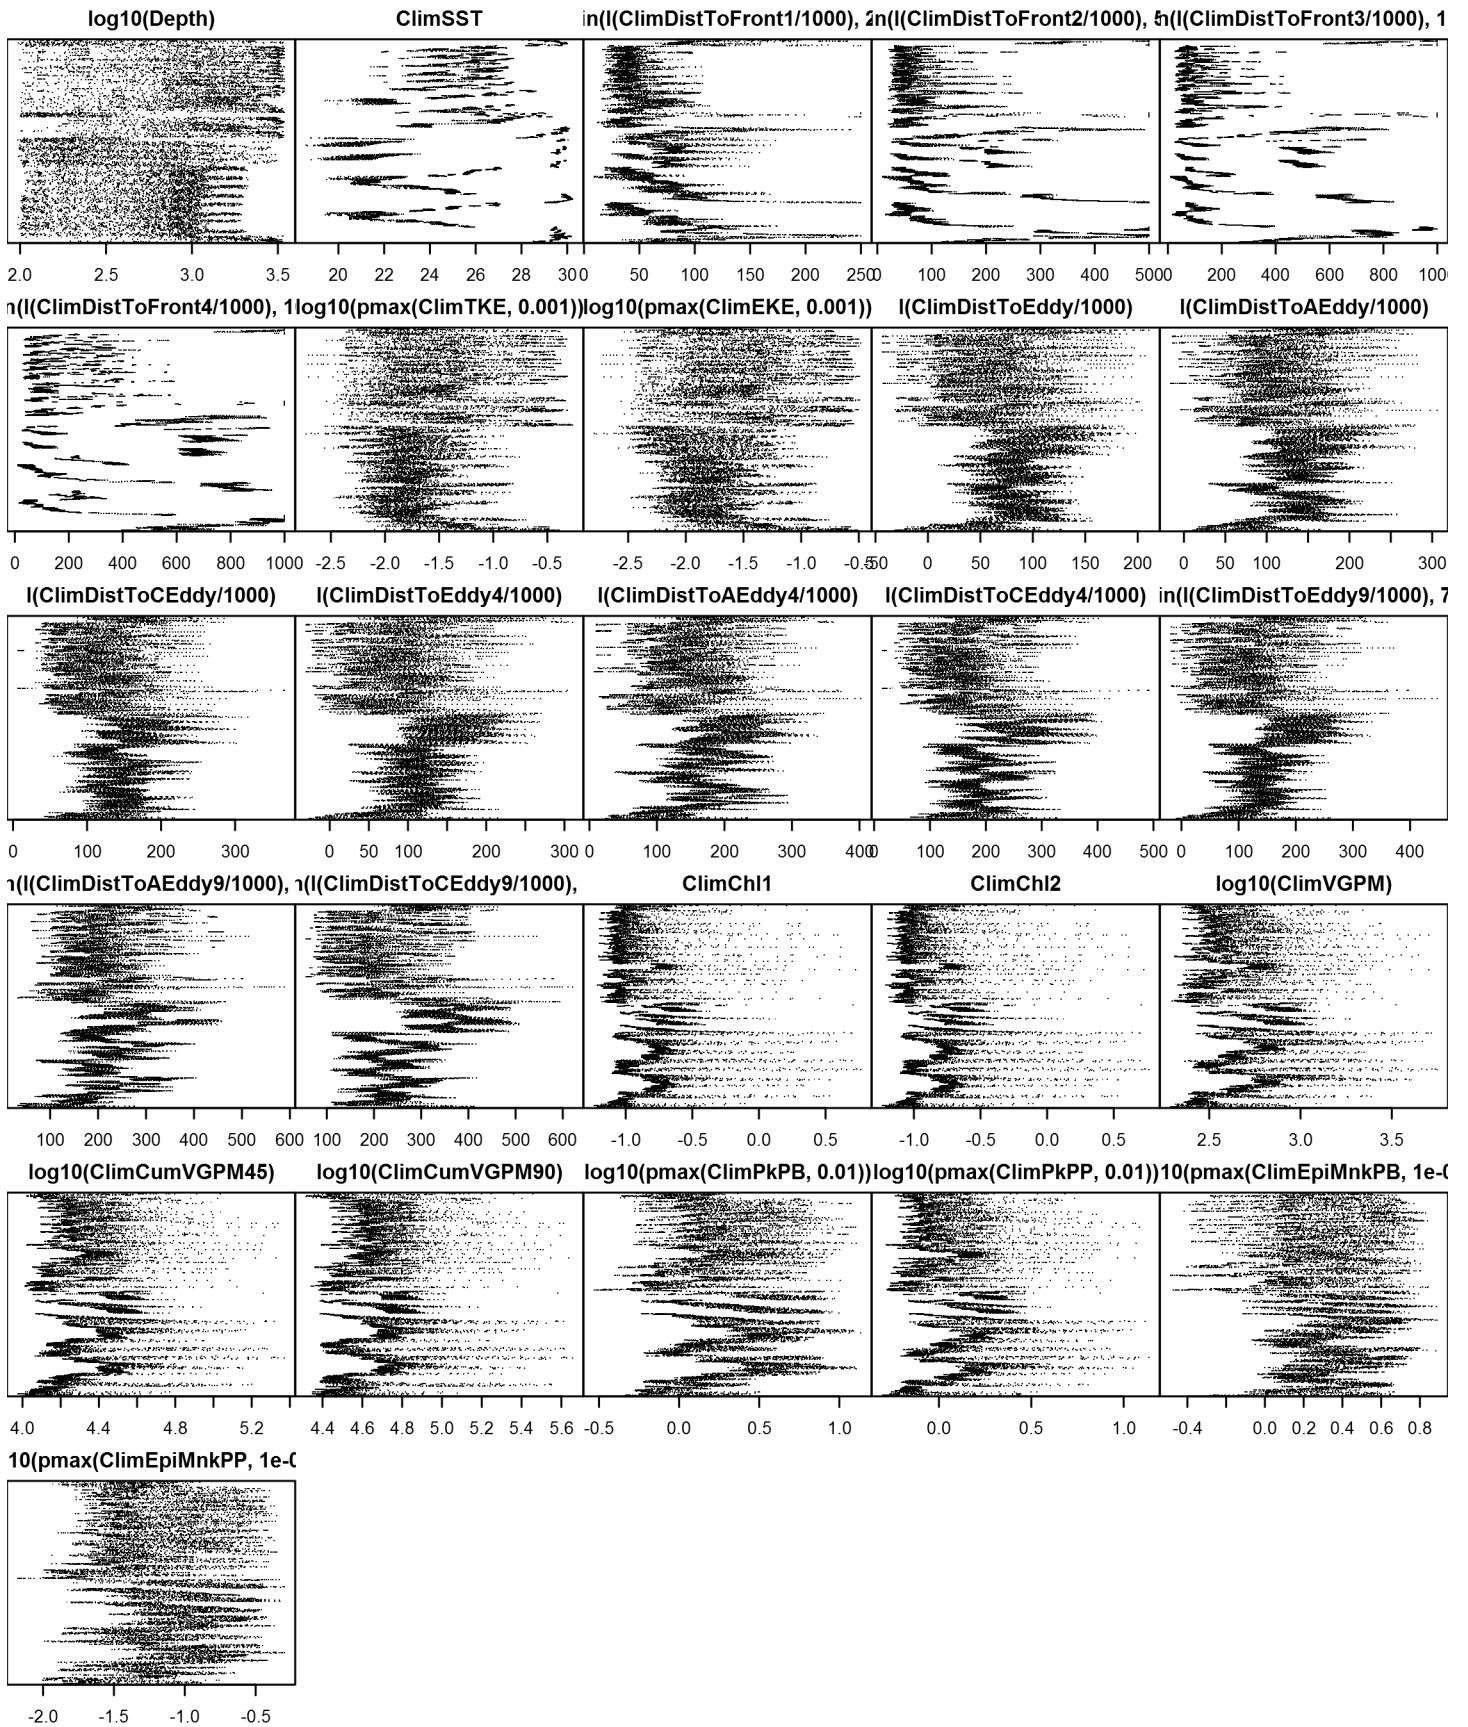 log10(Depth) ClimSST in(I(ClimDistToFront1/1000), 2 n(I(ClimDistToFront2/1000), 5 n(I(ClimDistToFront3/1000), 1
2.0 2.5 3.0 3.5 20 22 24 26 28 30 0 50 100 150 200 250 0 100 200 300 400 500 0 200 400 600 800 100
n(I(ClimDistToFront4/1000), 1 log10(pmax(ClimTKE, 0.001)) log10(pmax(ClimEKE, 0.001)) I(ClimDistToEddy/1000) I(ClimDistToAEddy/1000)
0 200 400 600 800 1000 -2.5 -2.0 -1.5 -1.0 -0.5 -2.5 -2.0 -1.5 -1.0 -0.5 50 0 50 100 150 200 0 50 100 200 300
I(ClimDistToCEddy/1000) I(ClimDistToEddy4/1000) I(ClimDistToAEddy4/1000) I(ClimDistToCEddy4/1000) in(I(ClimDistToEddy9/1000), 7
0 100 200 300 0 50 100 200 300 0 100 200 300 400 0 100 200 300 400 500 0 100 200 300 400
n(I(ClimDistToAEddy9/1000), n(I(ClimDistToCEddy9/1000), ClimChl1 ClimChl2 log10(ClimVGPM)
100 200 300 400 500 600 100 200 300 400 500 600 -1.0 -0.5 0.0 0.5 -1.0 -0.5 0.0 0.5 2.5 3.0 3.5
log10(ClimCumVGPM45) log10(ClimCumVGPM90) log10(pmax(ClimPkPB, 0.01)) log10(pmax(ClimPkPP, 0.01)) 10(pmax(ClimEpiMnkPB, 1e-0
4.0 4.4 4.8 5.2 4.4 4.6 4.8 5.0 5.2 5.4 5.6 -0.5 0.0 0.5 1.0 0.0 0.5 1.0 -0.4 0.0 0.2 0.4 0.6 0.8
10(pmax(ClimEpiMnkPP, 1e-0
-2.0 -1.5 -1.0 -0.5